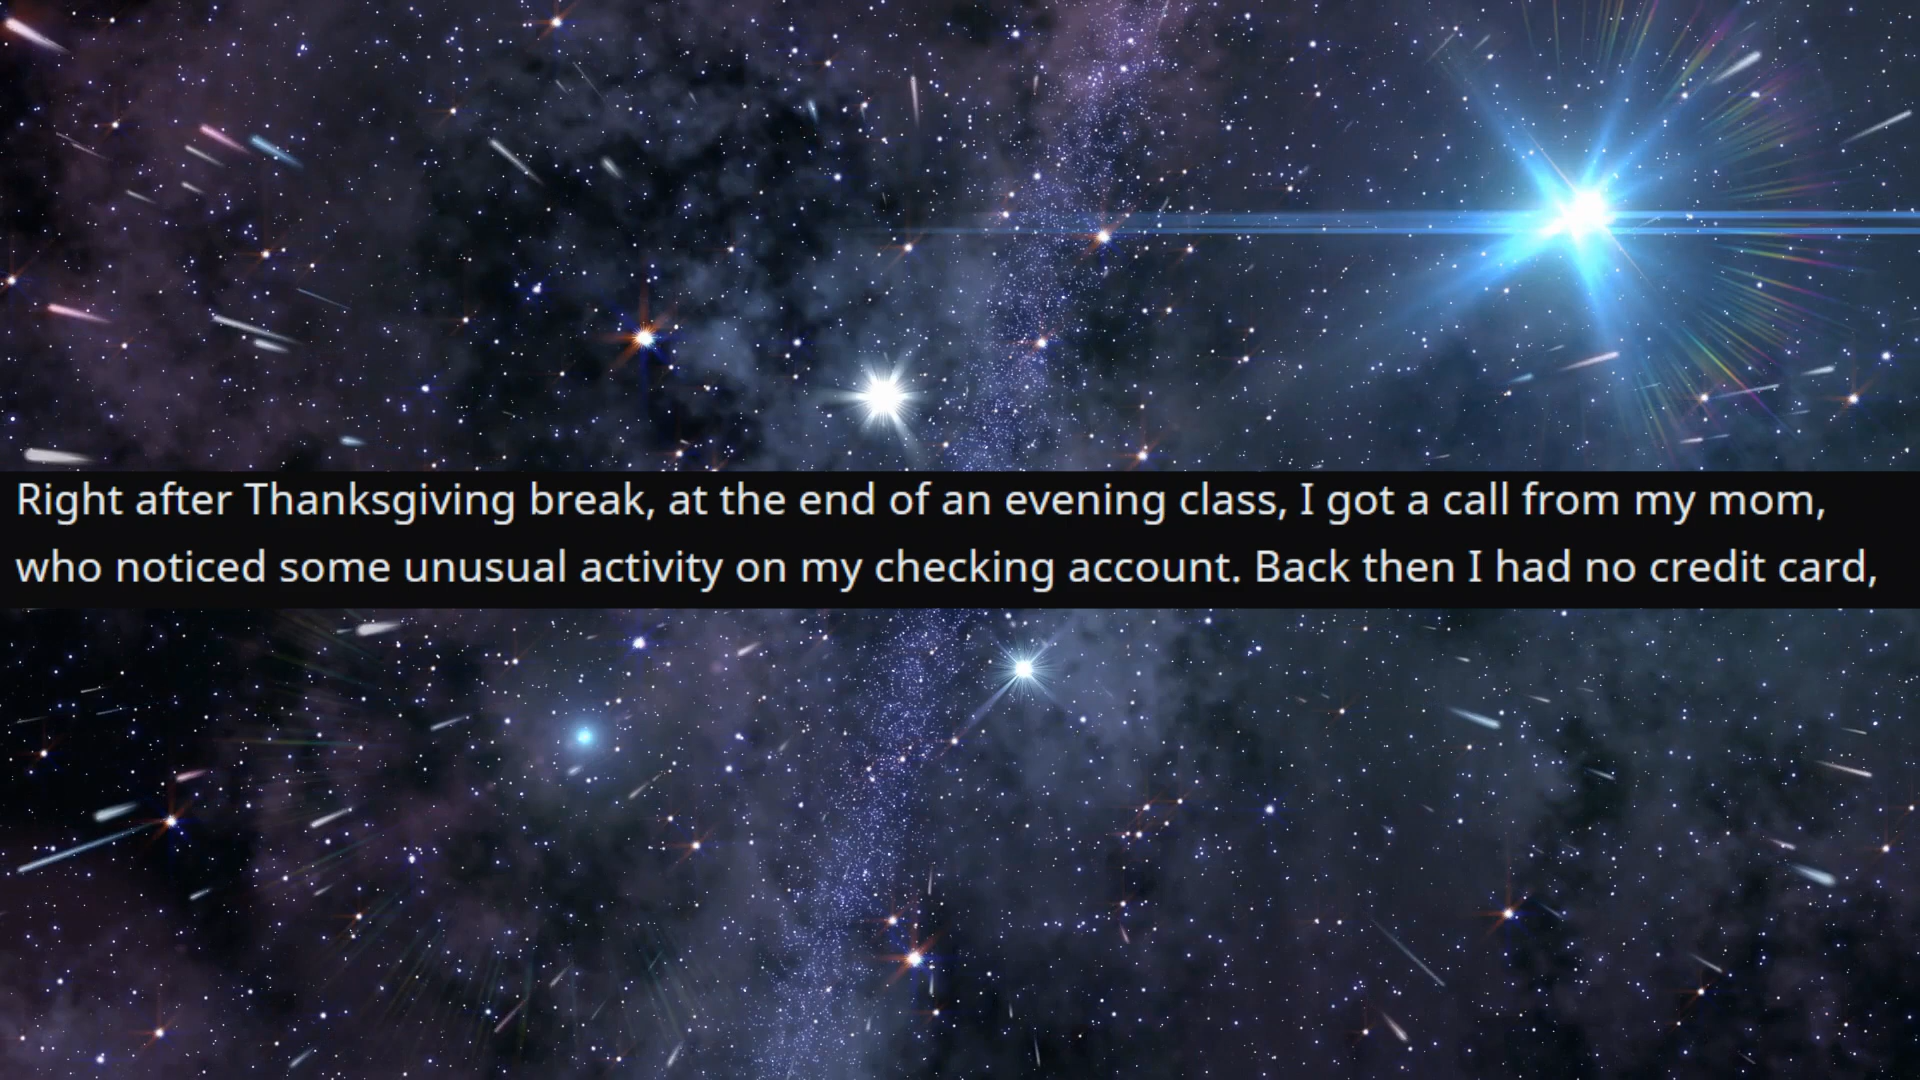 Right after Thanksgiving break, at the end of an evening class, I got a call from my mom,
who noticed some unusual activity on my checking account. Back then I had no credit card,